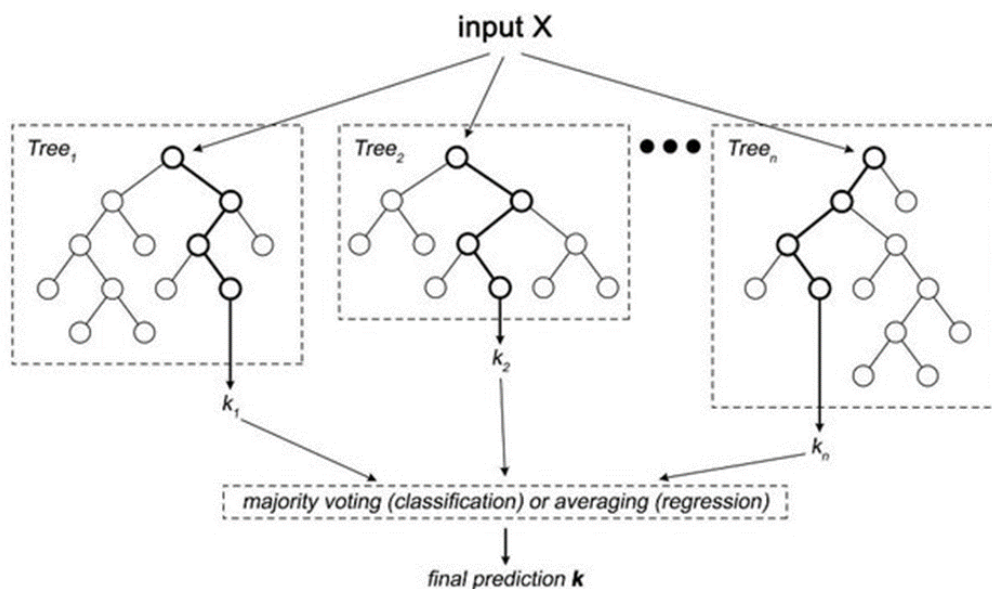 input X
Tree₁
Tree₂
Treeₙ
k₂
k₁
kₙ
majority voting (classification) or averaging (regression)
final prediction k